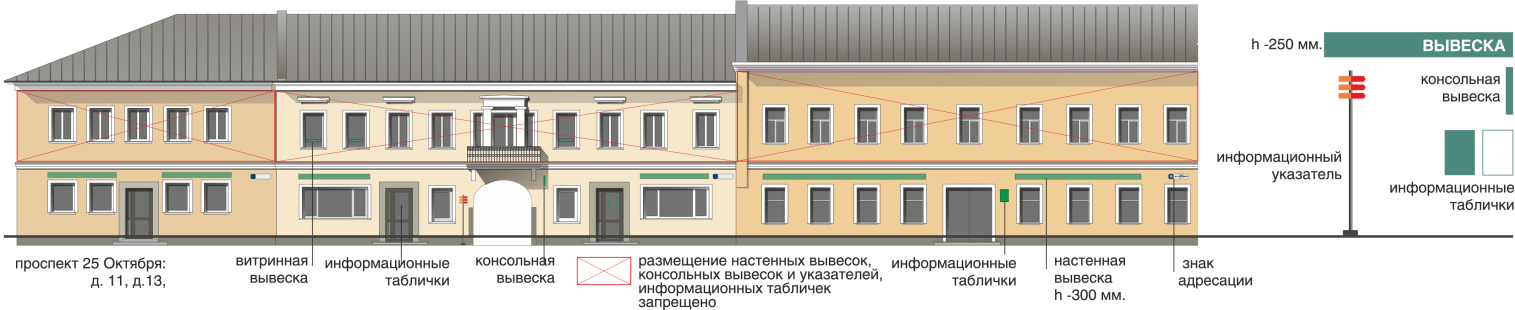 h -250 мм.
ВЫВЕСКА
консольная
вывеска
информационный
указатель
информационные
таблички
проспект 25 Октября:
д. 11, д.13,
витринная
вывеска
информационные
таблички
консольная
вывеска
размещение настенных вывесок,
консольных вывесок и указателей,
информационных табличек
запрещено
информационные
таблички
настенная
вывеска
h -300 мм.
знак
адресации